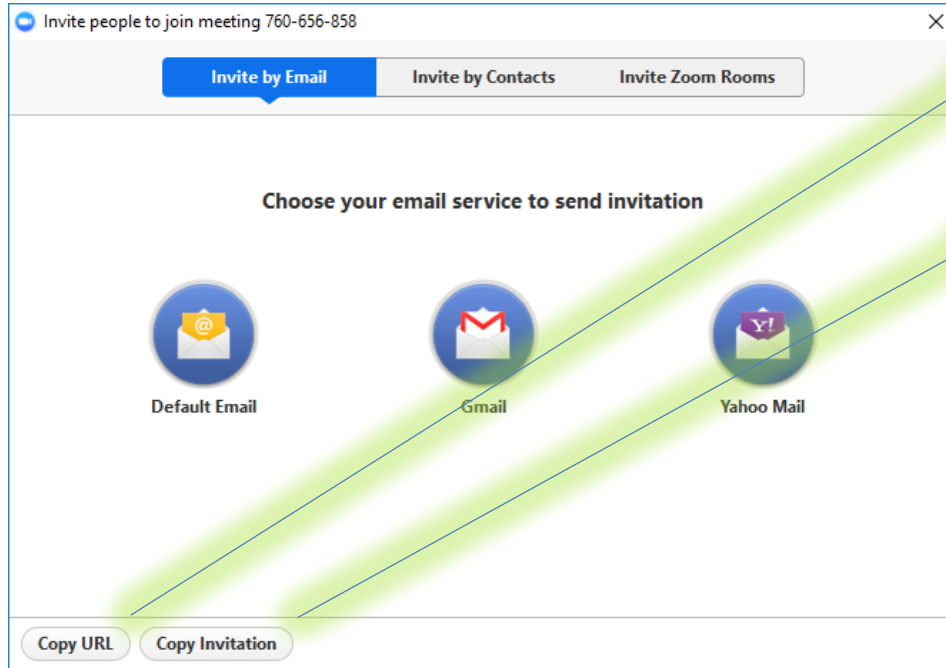 Invite people to join meeting 760-656-858
Invite by Email Invite by Contacts Invite Zoom Rooms
Choose your email service to send invitation
@ Y!
Default Email Gmail Yahoo Mail
Copy URL Copy Invitation